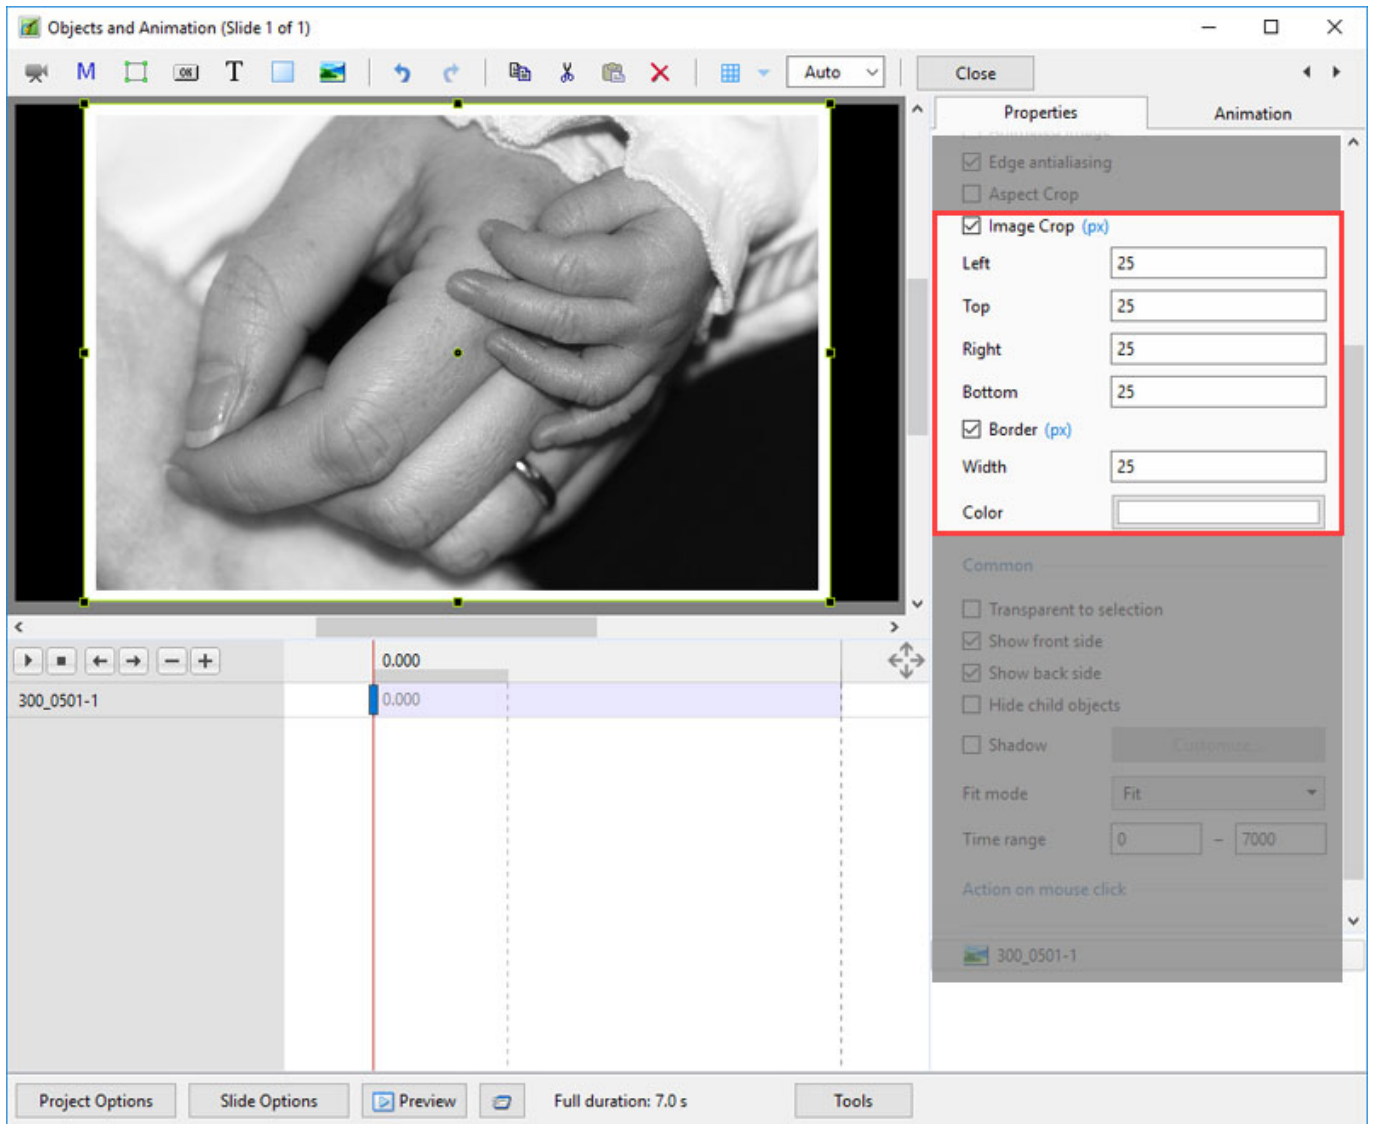 Objects and Animation (Slide 1 of 1)
M OK T Auto Close
Properties Animation
Edge antialiasing
Aspect Crop
Image Crop (px)
Left 25
Top 25
Right 25
Bottom 25
Border (px)
Width 25
Color
Common
Transparent to selection
Show front side
Show back side
Hide child objects
Shadow Customize...
Fit mode Fit
Time range 0 – 7000
Action on mouse click
300_0501-1
0.000
300_0501-1 0.000
Project Options Slide Options Preview Full duration: 7.0 s Tools